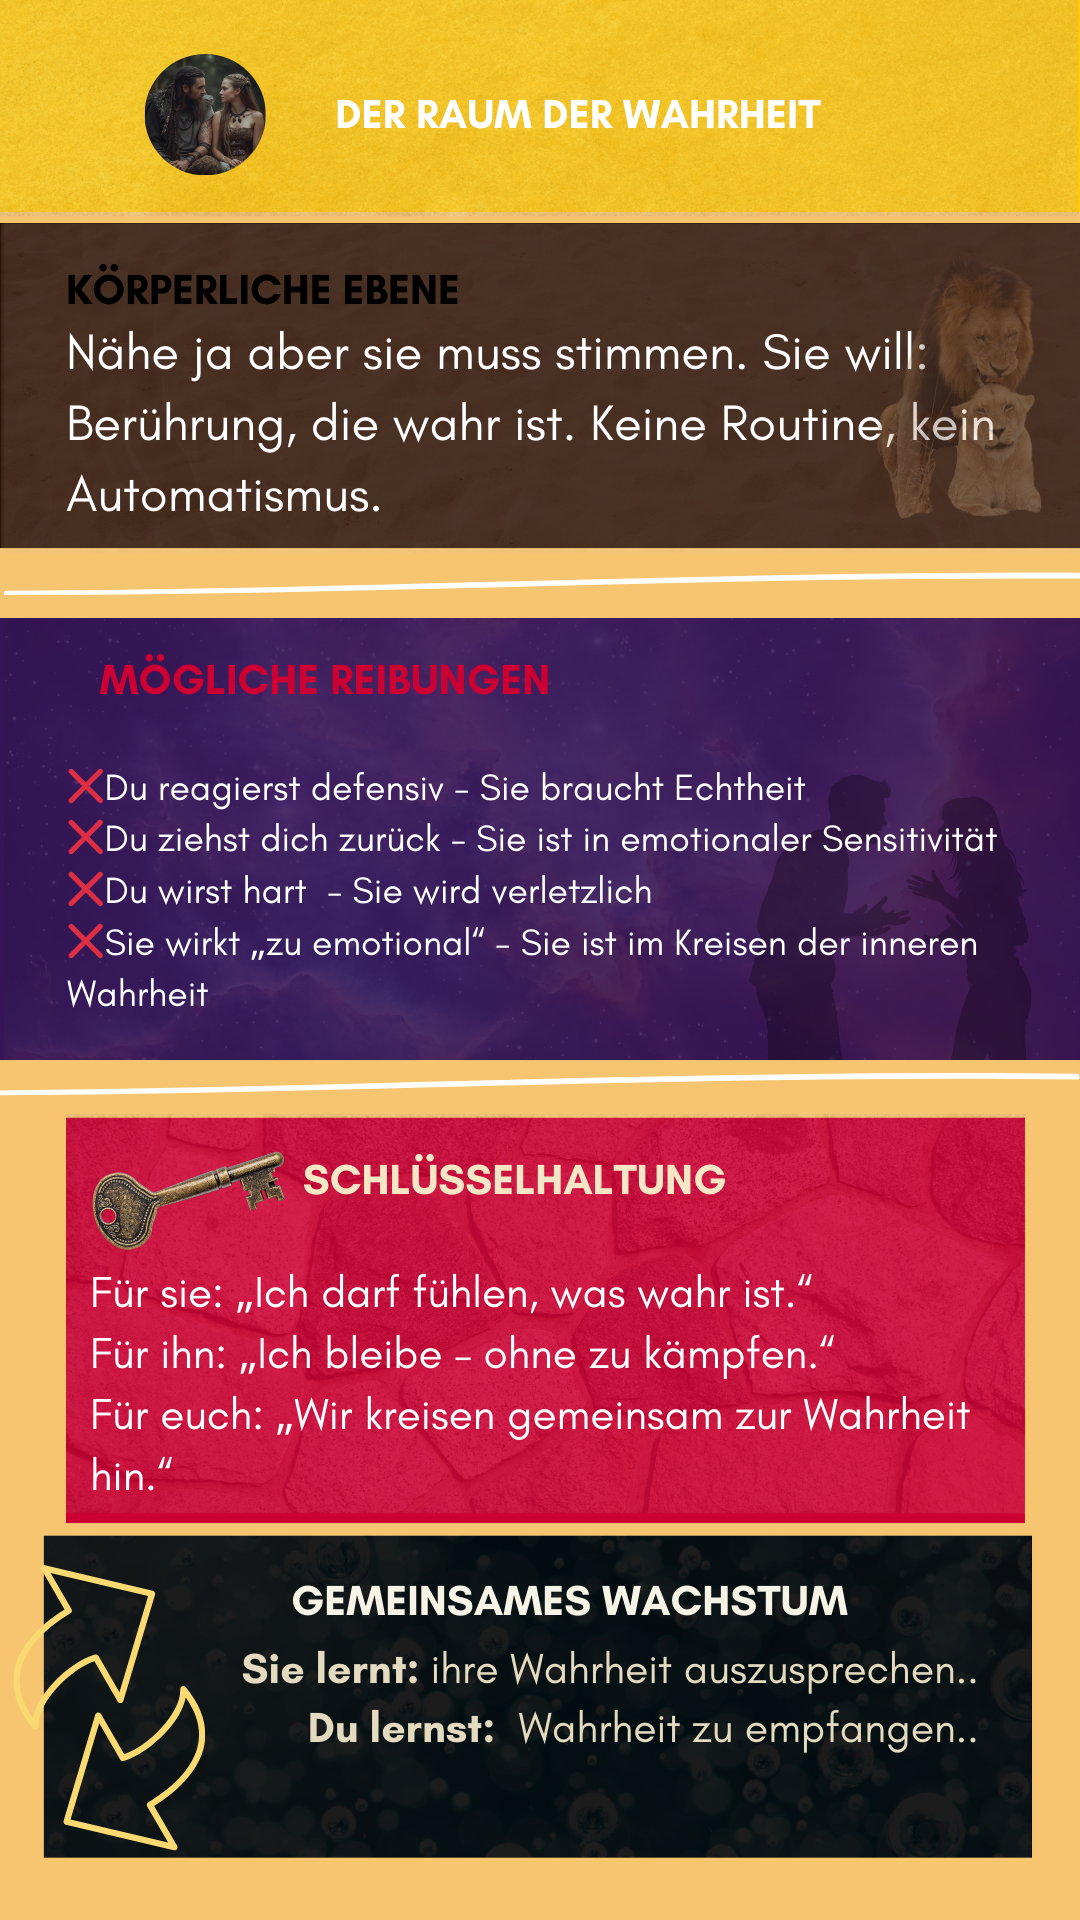 DER RAUM DER WAHRHEIT
KÖRPERLICHE EBENE
Nähe ja aber sie muss stimmen. Sie will:
Berührung, die wahr ist. Keine Routine, kein
Automatismus.
MÖGLICHE REIBUNGEN
❌Du reagierst defensiv – Sie braucht Echtheit
❌Du ziehst dich zurück – Sie ist in emotionaler Sensitivität
❌Du wirst hart  – Sie wird verletzlich
❌Sie wirkt „zu emotional“ – Sie ist im Kreisen der inneren
Wahrheit
SCHLÜSSELHALTUNG
Für sie: „Ich darf fühlen, was wahr ist.“
Für ihn: „Ich bleibe – ohne zu kämpfen.“
Für euch: „Wir kreisen gemeinsam zur Wahrheit
hin.“
GEMEINSAMES WACHSTUM
Sie lernt: ihre Wahrheit auszusprechen..
Du lernst:  Wahrheit zu empfangen..